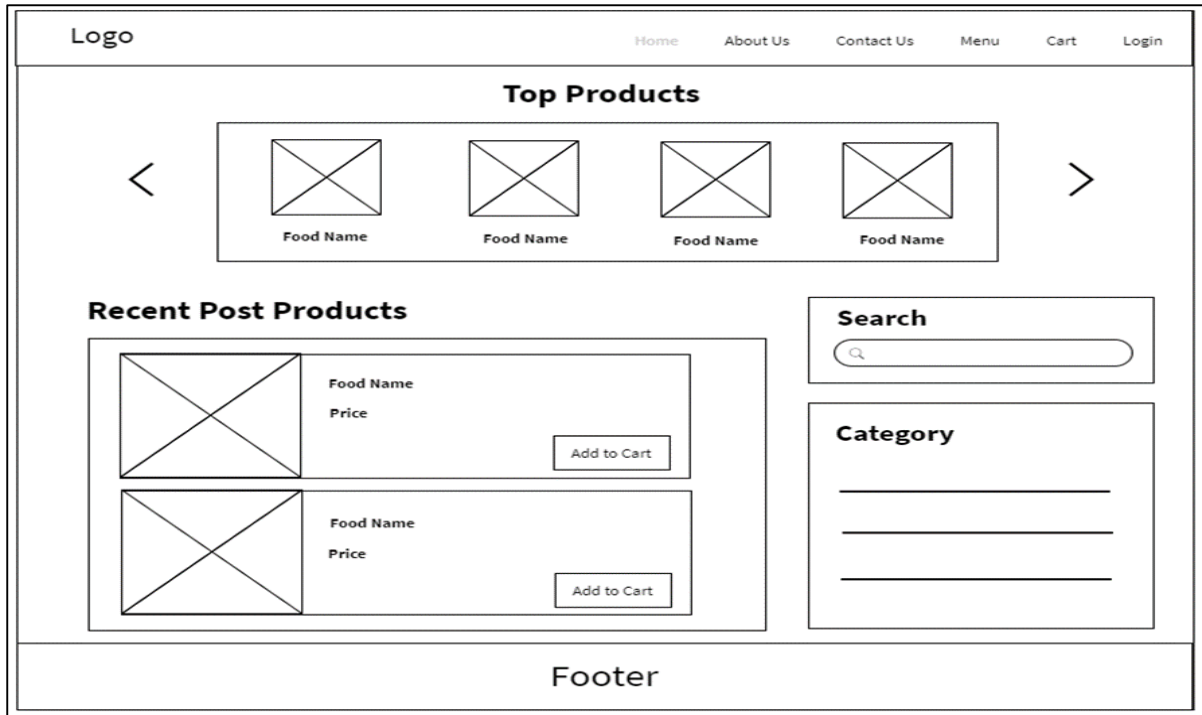 Logo
Home About Us Contact Us Menu Cart Login
Top Products
Food Name Food Name Food Name Food Name
Recent Post Products
Food Name
Price
Add to Cart
Food Name
Price
Add to Cart
Search
Category
Footer